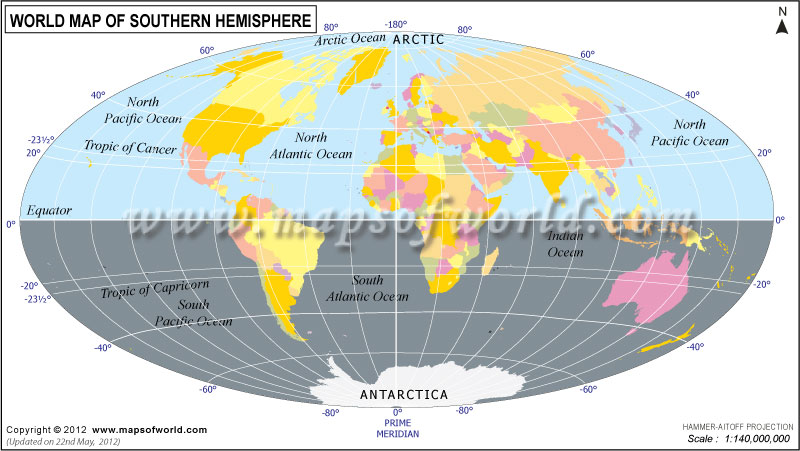 WORLD MAP OF SOUTHERN HEMISPHERE
N
80°
-180°
80°
Arctic Ocean
ARCTIC
60°
60°
40°
40°
North
Pacific Ocean
North
Pacific Ocean
North
Atlantic Ocean
-23½°
Tropic of Cancer
20°
20°
Equator
0°
0°
www.mapsofworld.com
Indian
Ocean
-20°
-20°
-23½°
Tropic of Capricorn
South
Pacific Ocean
South
Atlantic Ocean
-40°
-40°
-60°
-60°
ANTARCTICA
-80°
0°
-80°
PRIME
MERIDIAN
Copyright © 2012 www.mapsofworld.com
(Updated on 22nd May, 2012)
HAMMER-AITOFF PROJECTION
Scale : 1:140,000,000